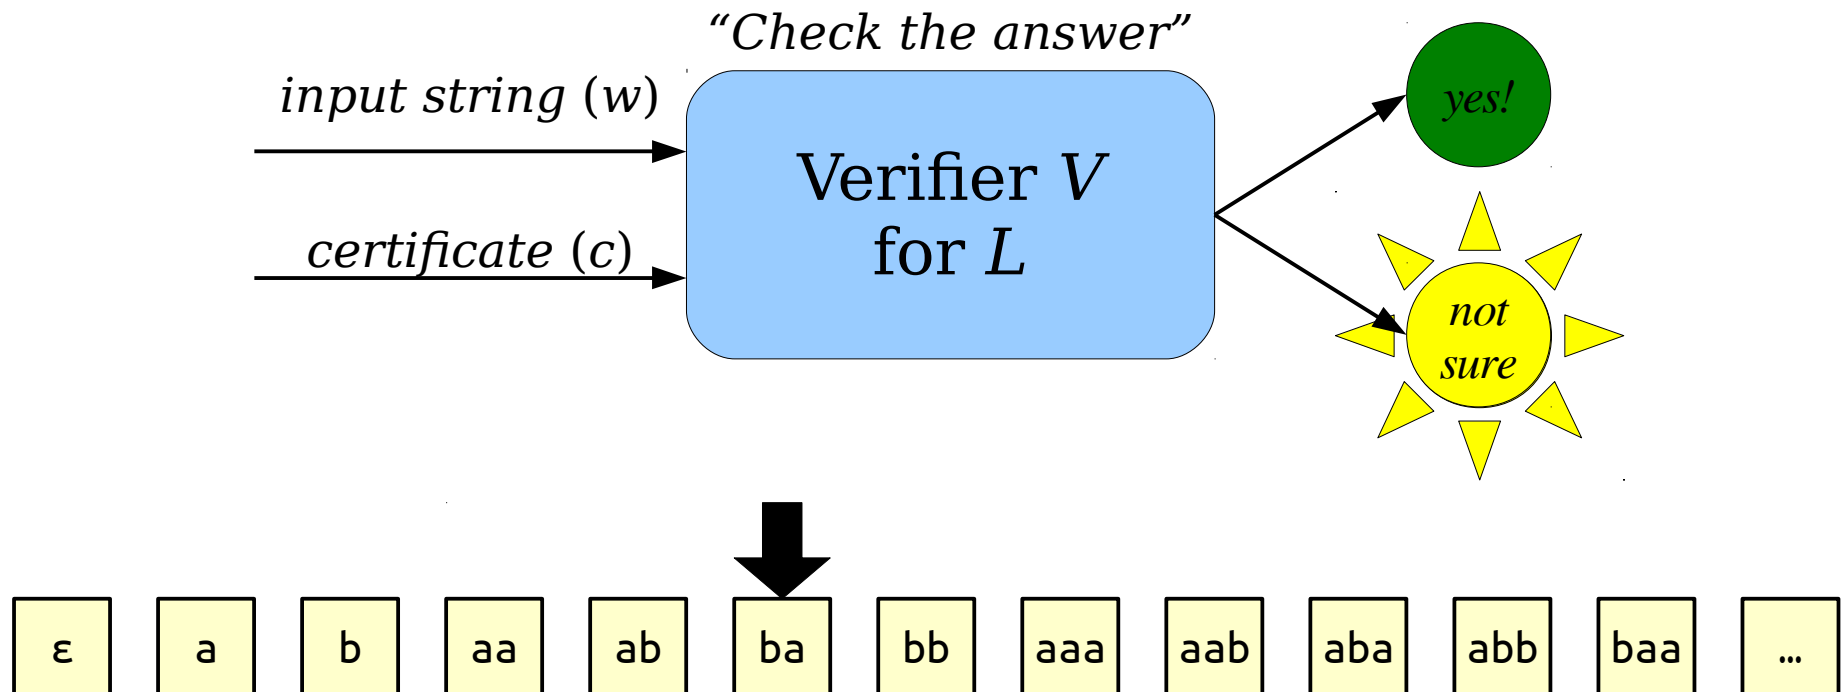 “Check the answer”
input string (w)
certificate (c)
Verifier V
for L
yes!
not
sure
ε a b aa ab ba bb aaa aab aba abb baa …